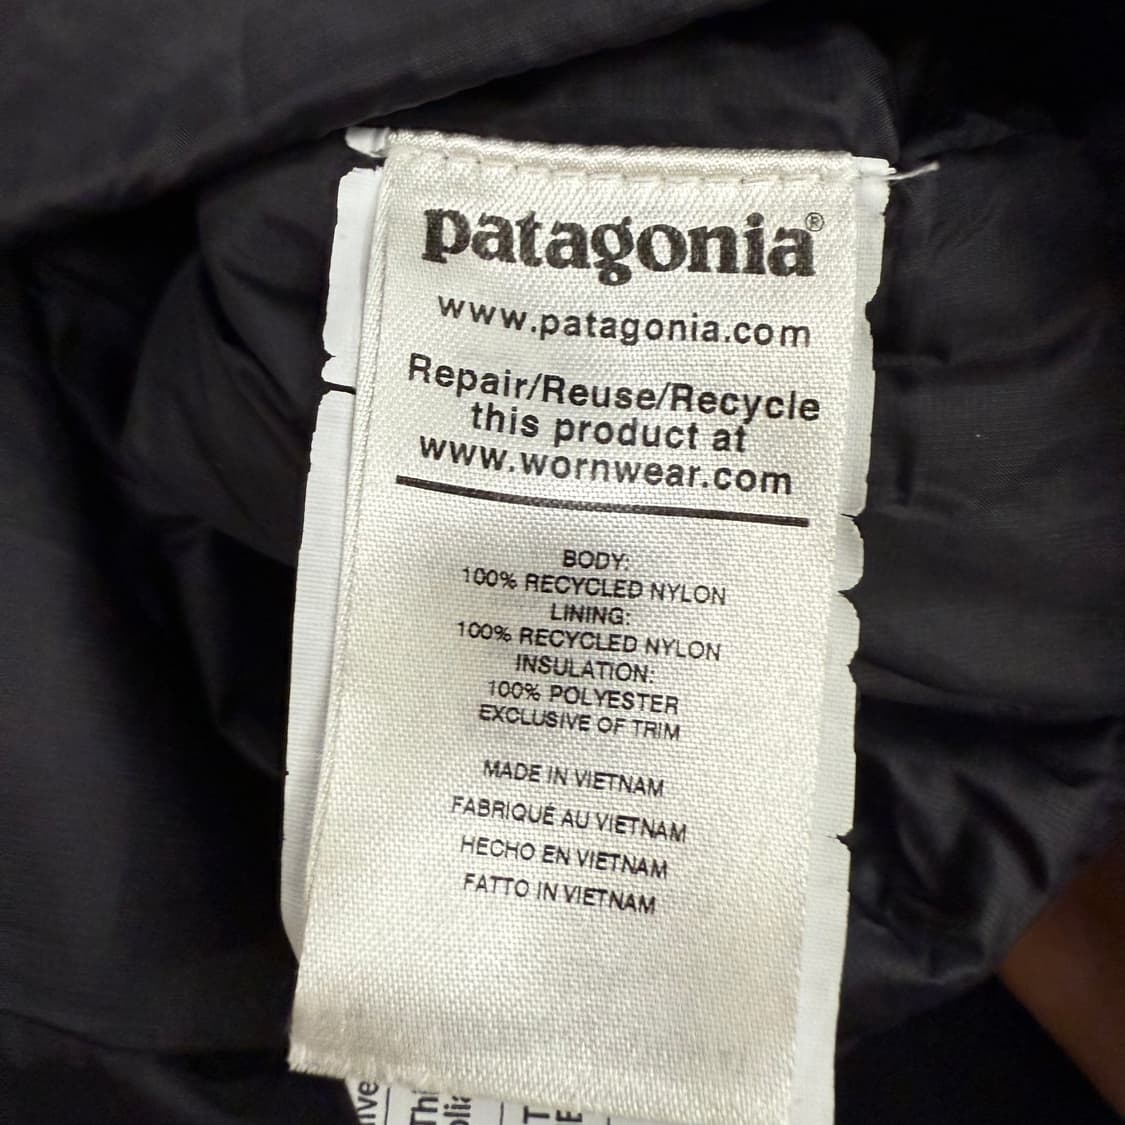 patagonia®
www.patagonia.com
Repair/Reuse/Recycle
this product at
www.wornwear.com
BODY:
100% RECYCLED NYLON
LINING:
100% RECYCLED NYLON
INSULATION:
100% POLYESTER
EXCLUSIVE OF TRIM
MADE IN VIETNAM
FABRIQUÉ AU VIETNAM
HECHO EN VIETNAM
FATTO IN VIETNAM